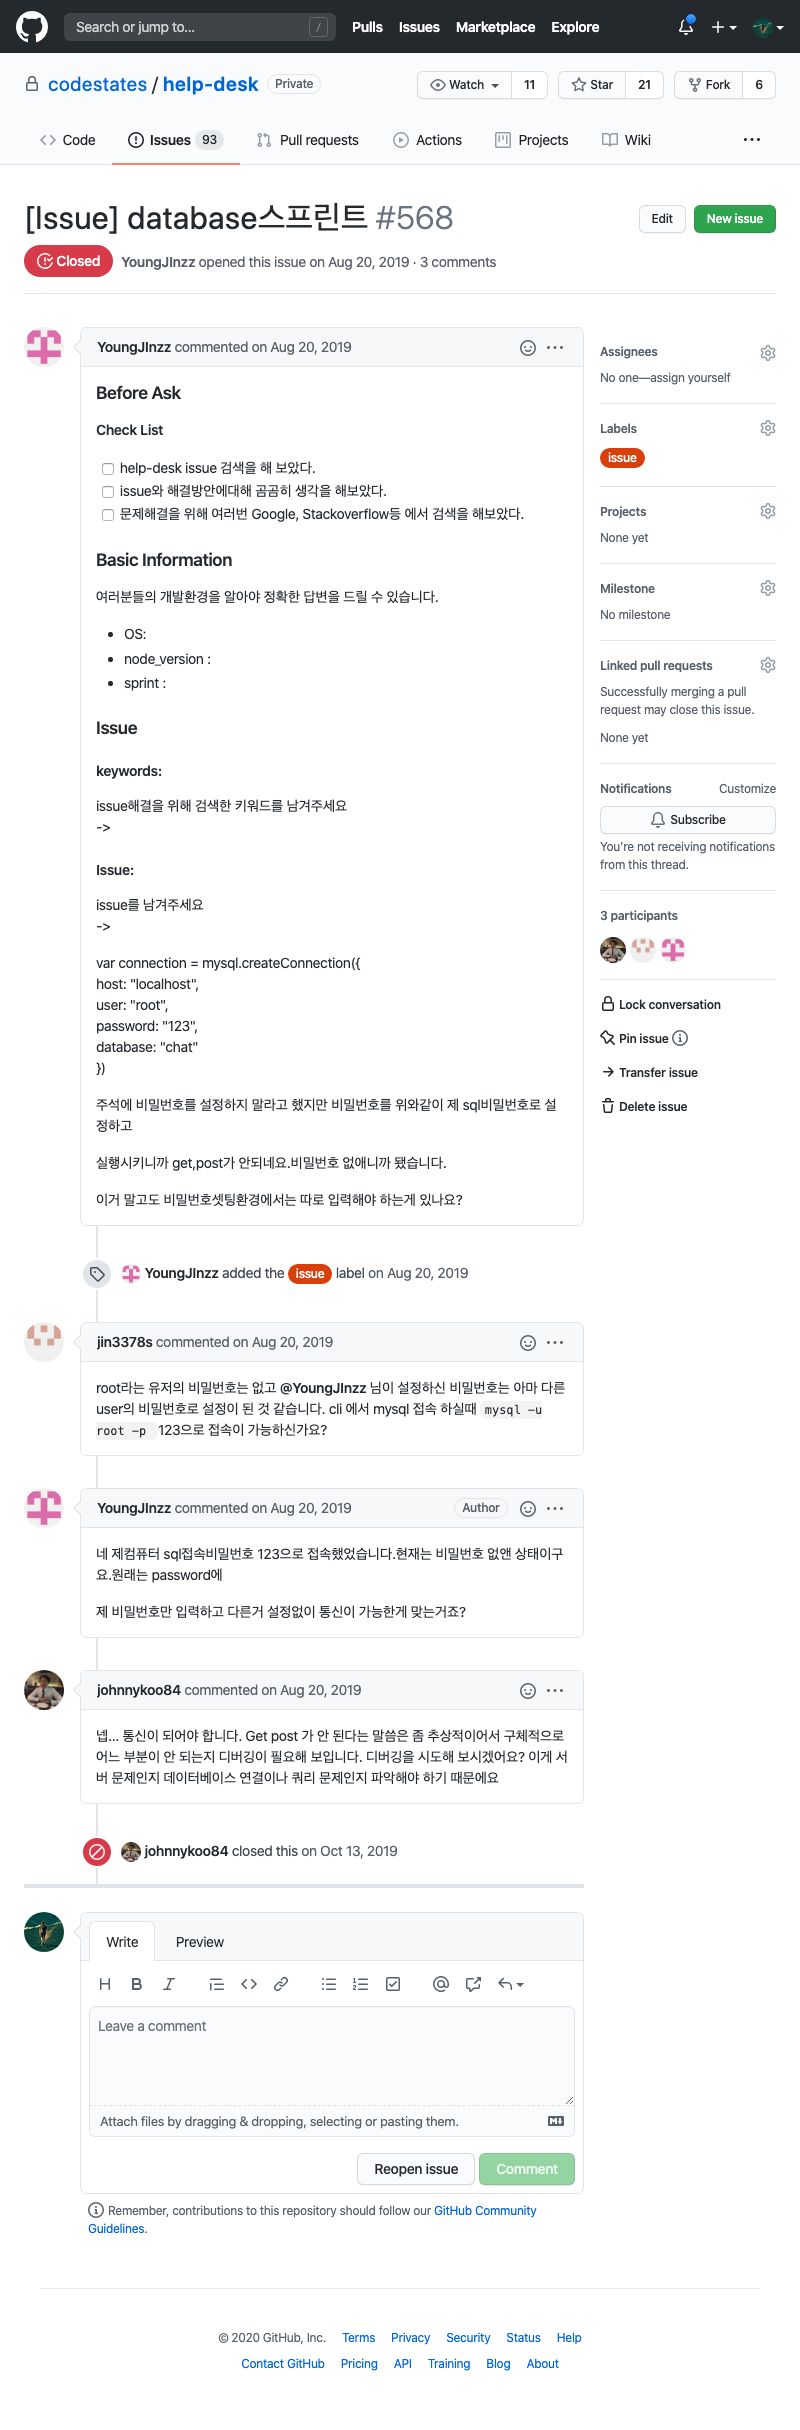 Search or jump to...
/
Pulls
Issues
Marketplace
Explore
codestates / help-desk
Private
Watch
11
Star
21
Fork
6
Code
Issues 93
Pull requests
Actions
Projects
Wiki
[Issue] database스프린트 #568
Edit
New issue
Closed
YoungJInzz opened this issue on Aug 20, 2019 · 3 comments
YoungJInzz commented on Aug 20, 2019
Before Ask
Check List
help-desk issue 검색을 해 보았다.
issue와 해결방안에대해 곰곰히 생각을 해보았다.
문제해결을 위해 여러번 Google, Stackoverflow등 에서 검색을 해보았다.
Basic Information
여러분들의 개발환경을 알아야 정확한 답변을 드릴 수 있습니다.
• OS:
• node_version :
• sprint :
Issue
keywords:
issue해결을 위해 검색한 키워드를 남겨주세요
->
Issue:
issue를 남겨주세요
->
var connection = mysql.createConnection({
host: "localhost",
user: "root",
password: "123",
database: "chat"
})
주석에 비밀번호를 설정하지 말라고 했지만 비밀번호를 위와같이 제 sql비밀번호로 설
정하고
실행시키니까 get,post가 안되네요.비밀번호 없애니까 됐습니다.
이거 말고도 비밀번호셋팅환경에서는 따로 입력해야 하는게 있나요?
Assignees
No one—assign yourself
Labels
issue
Projects
None yet
Milestone
No milestone
Linked pull requests
Successfully merging a pull
request may close this issue.
None yet
Notifications
Customize
Subscribe
You're not receiving notifications
from this thread.
3 participants
Lock conversation
Pin issue
Transfer issue
Delete issue
YoungJInzz added the issue label on Aug 20, 2019
jin3378s commented on Aug 20, 2019
root라는 유저의 비밀번호는 없고 @YoungJInzz 님이 설정하신 비밀번호는 아마 다른
user의 비밀번호로 설정이 된 것 같습니다. cli 에서 mysql 접속 하실때 mysql -u
root -p 123으로 접속이 가능하신가요?
YoungJInzz commented on Aug 20, 2019
Author
네 제컴퓨터 sql접속비밀번호 123으로 접속했었습니다.현재는 비밀번호 없앤 상태이구
요.원래는 password에
제 비밀번호만 입력하고 다른거 설정없이 통신이 가능한게 맞는거죠?
johnnykoo84 commented on Aug 20, 2019
넵... 통신이 되어야 합니다. Get post 가 안 된다는 말씀은 좀 추상적이어서 구체적으로
어느 부분이 안 되는지 디버깅이 필요해 보입니다. 디버깅을 시도해 보시겠어요? 이게 서
버 문제인지 데이터베이스 연결이나 쿼리 문제인지 파악해야 하기 때문에요
johnnykoo84 closed this on Oct 13, 2019
Write
Preview
Leave a comment
Attach files by dragging & dropping, selecting or pasting them.
Reopen issue
Comment
Remember, contributions to this repository should follow our GitHub Community
Guidelines.
© 2020 GitHub, Inc.
Terms
Privacy
Security
Status
Help
Contact GitHub
Pricing
API
Training
Blog
About